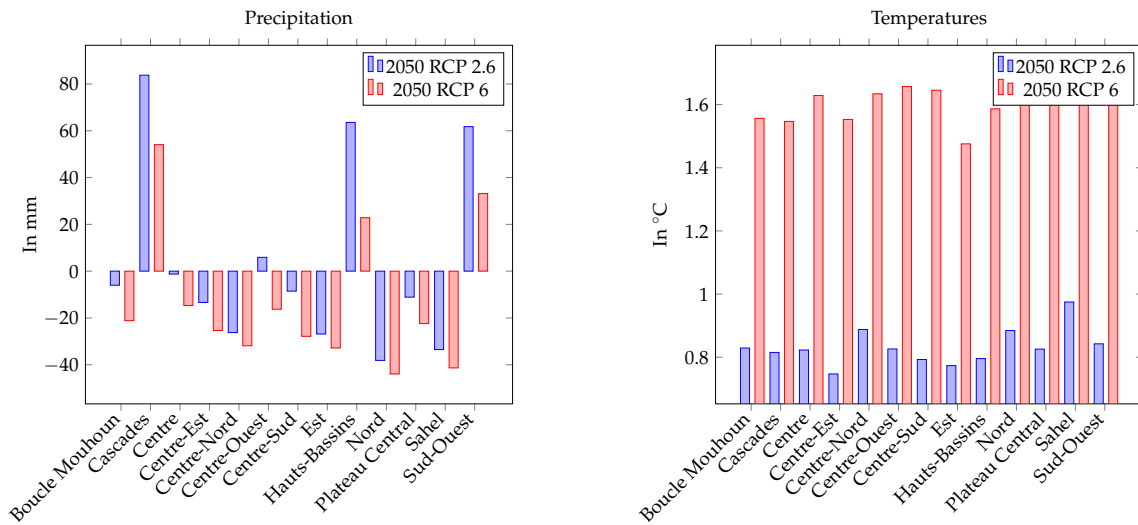 Precipitation
80
60
40
20
0
−20
−40
In mm
2050 RCP 2.6
2050 RCP 6
Boucle Mouhoun
Cascades
Centre
Centre-Est
Centre-Nord
Centre-Ouest
Centre-Sud
Est
Hauts-Bassins
Nord
Plateau Central
Sahel
Sud-Ouest
Temperatures
1.6
1.4
1.2
1
0.8
In °C
2050 RCP 2.6
2050 RCP 6
Boucle Mouhoun
Cascades
Centre
Centre-Est
Centre-Nord
Centre-Ouest
Centre-Sud
Est
Hauts-Bassins
Nord
Plateau Central
Sahel
Sud-Ouest